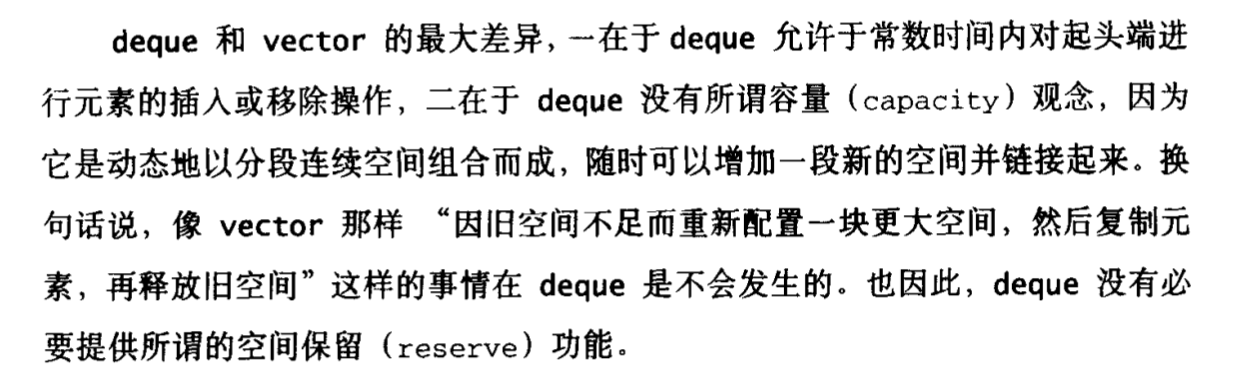 deque 和 vector 的最大差异，一在于 deque 允许于常数时间内对起头端进
行元素的插入或移除操作，二在于 deque 没有所谓容量（capacity）观念，因为
它是动态地以分段连续空间组合而成，随时可以增加一段新的空间并链接起来。换
句话说，像 vector 那样 “因旧空间不足而重新配置一块更大空间，然后复制元
素，再释放旧空间”这样的事情在 deque 是不会发生的。也因此，deque 没有必
要提供所谓的空间保留（reserve）功能。